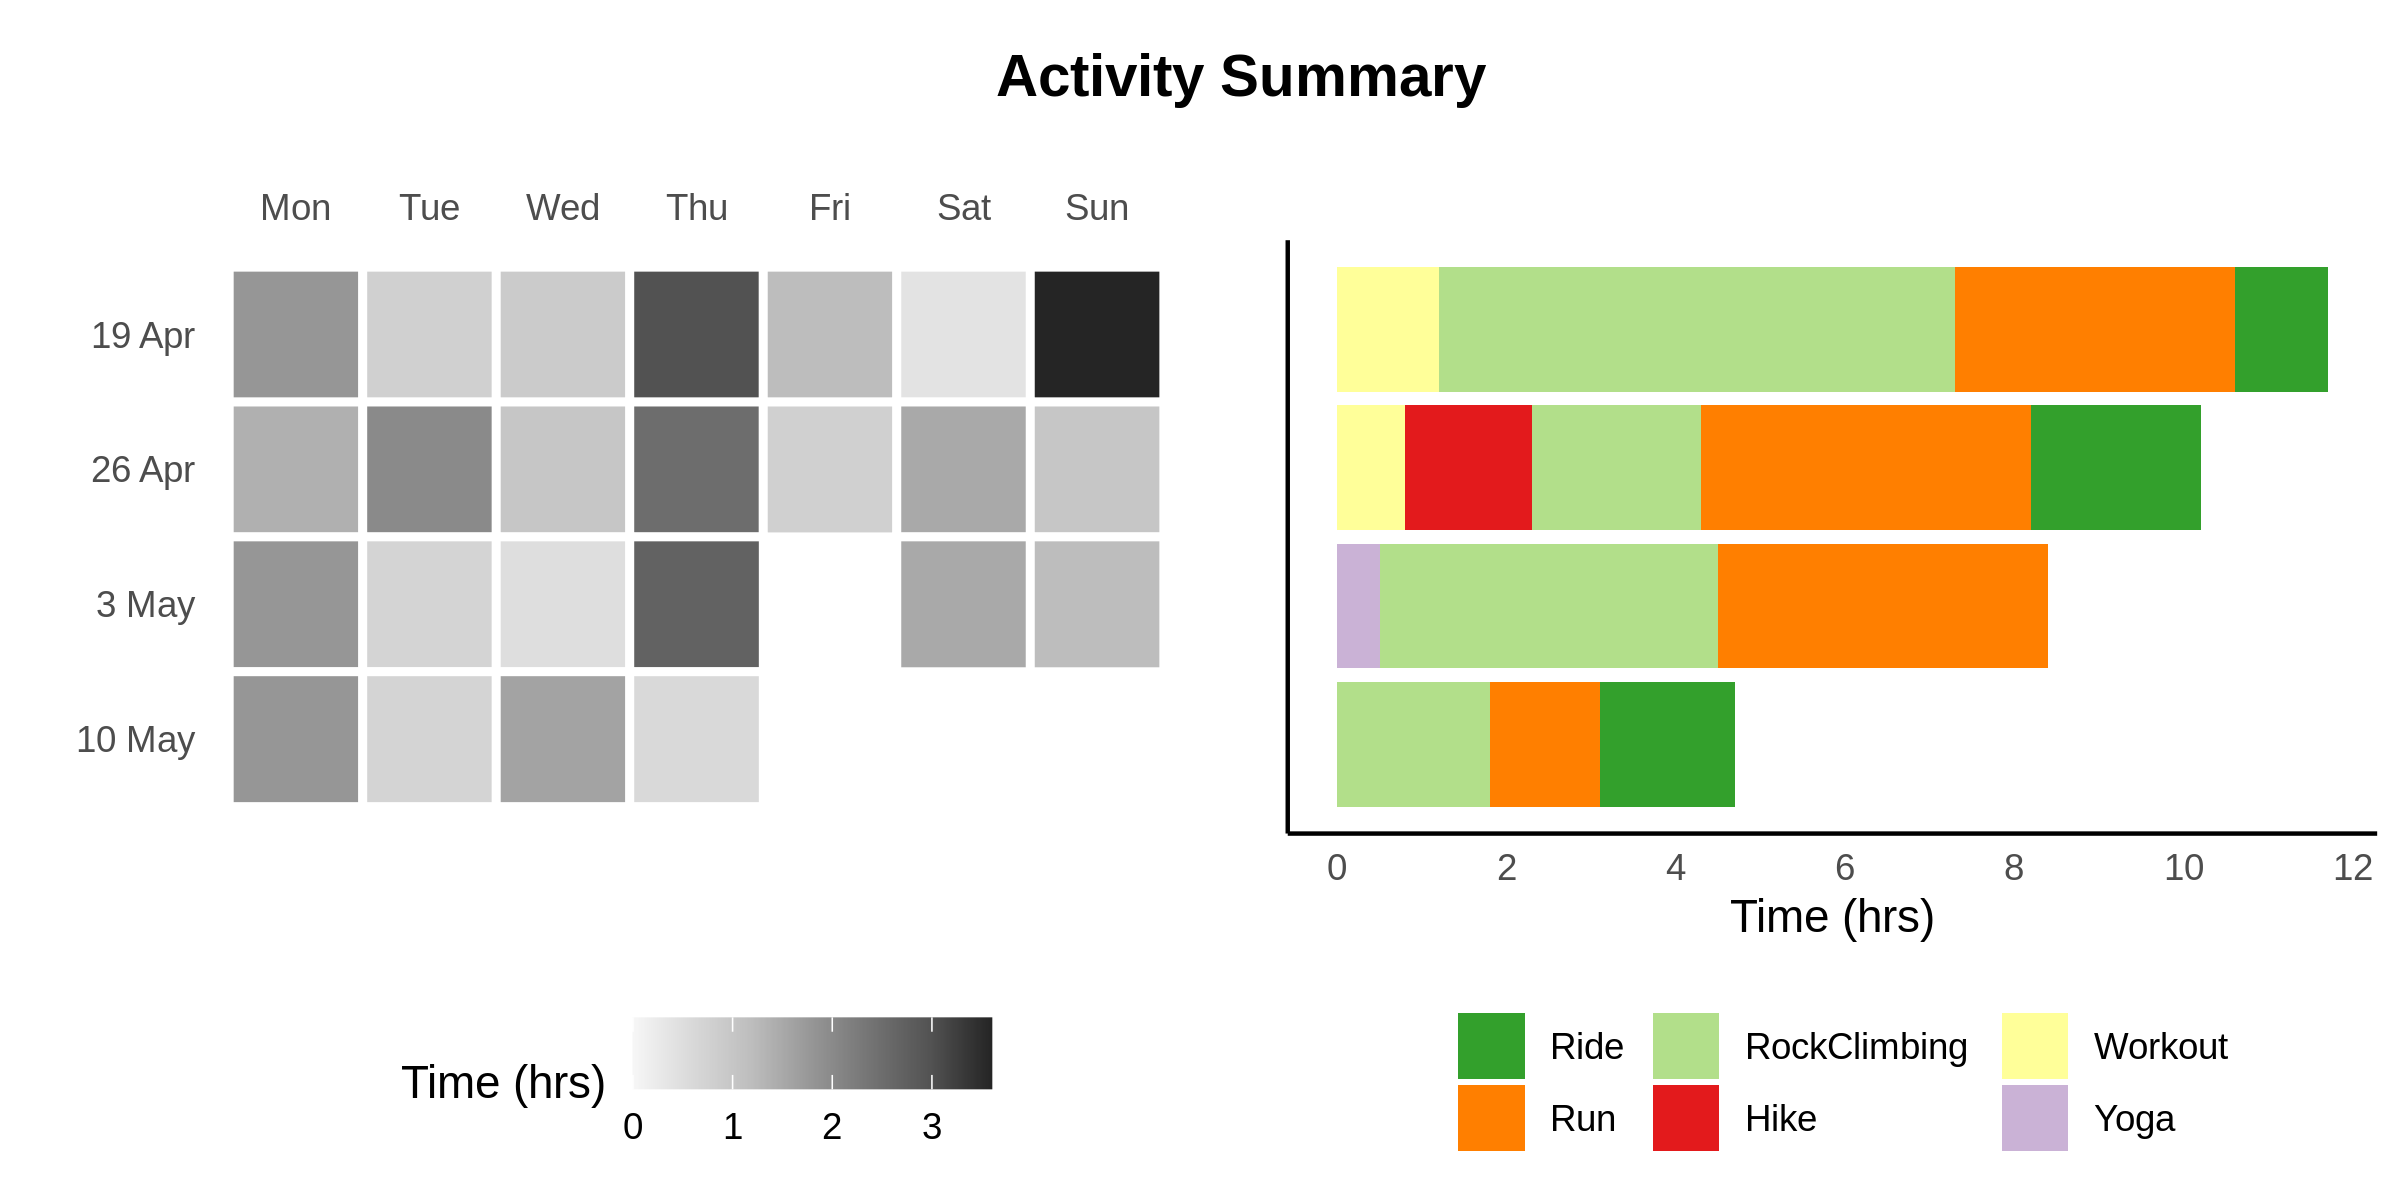 Activity Summary
Mon Tue Wed Thu Fri Sat Sun
19 Apr
26 Apr
3 May
10 May
0 2 4 6 8 10 12
Time (hrs)
Time (hrs)
0 1 2 3
Ride RockClimbing Workout
Run Hike Yoga